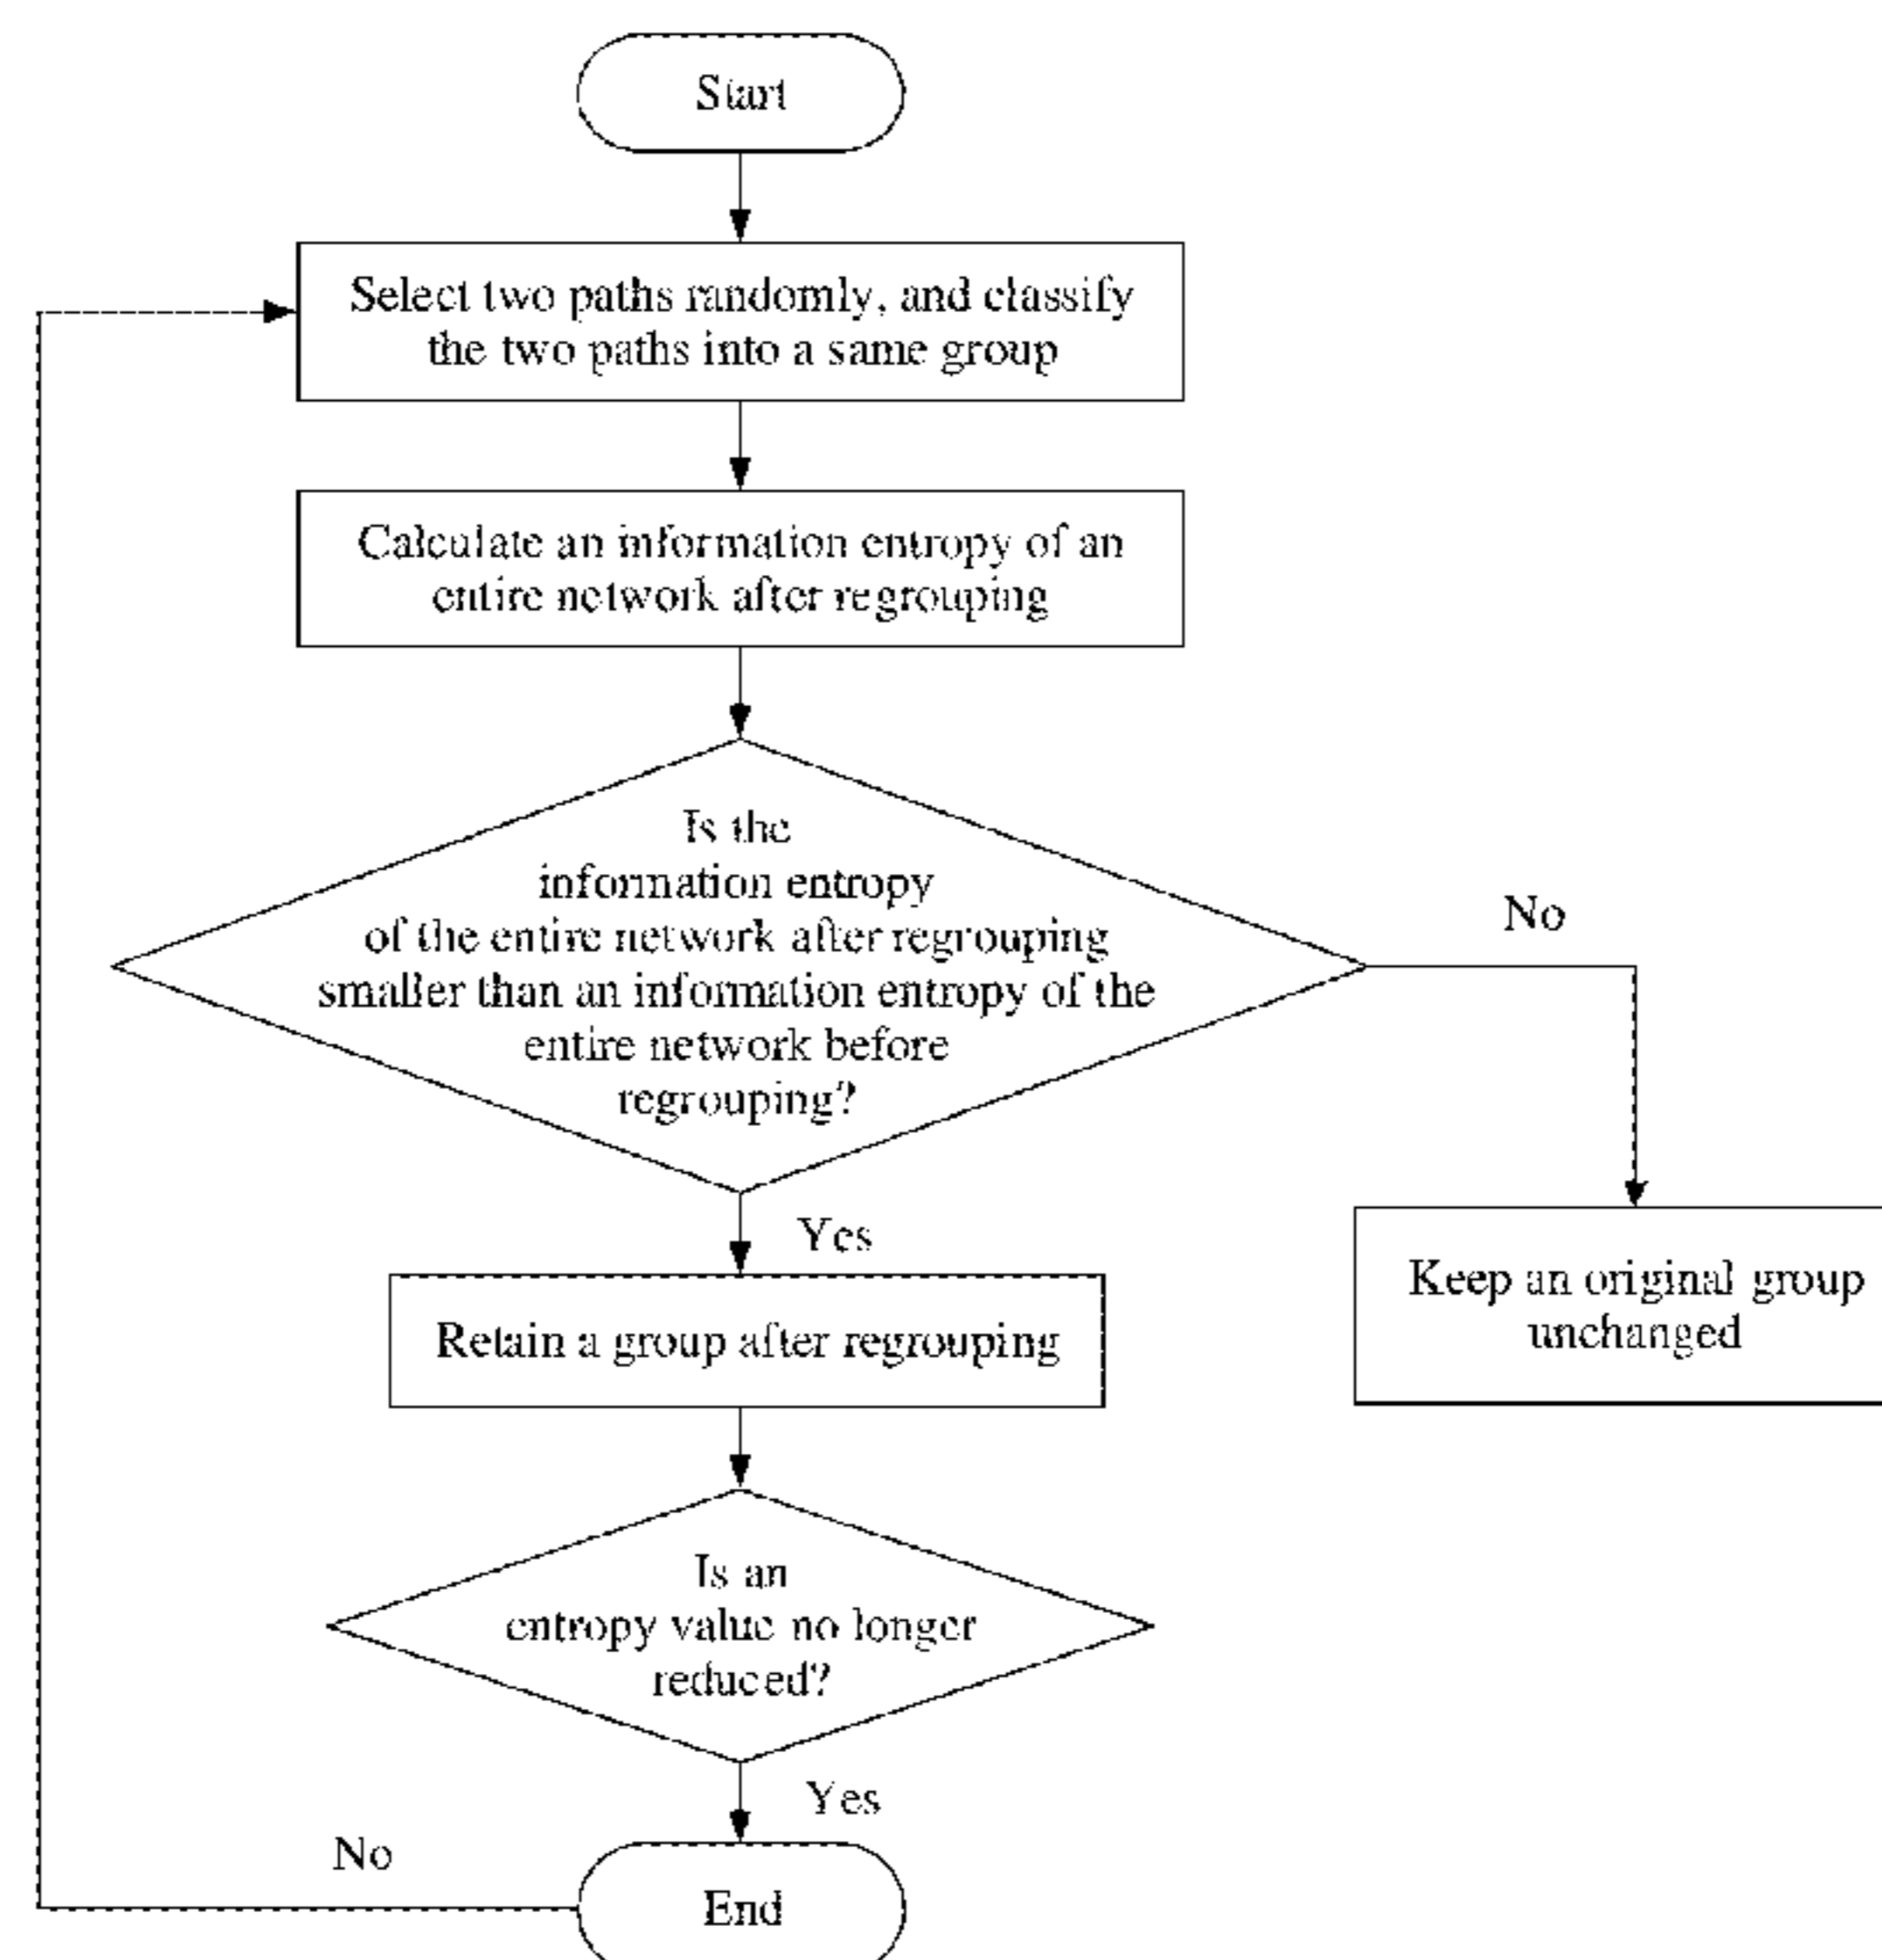 Start
Select two paths randomly, and classify
the two paths into a same group
Calculate an information entropy of an
entire network after regrouping
Is the
information entropy
of the entire network after regrouping
smaller than an information entropy of the
entire network before
regrouping?
No
Yes
Retain a group after regrouping
Keep an original group
unchanged
Is an
entropy value no longer
reduced?
Yes
No
End